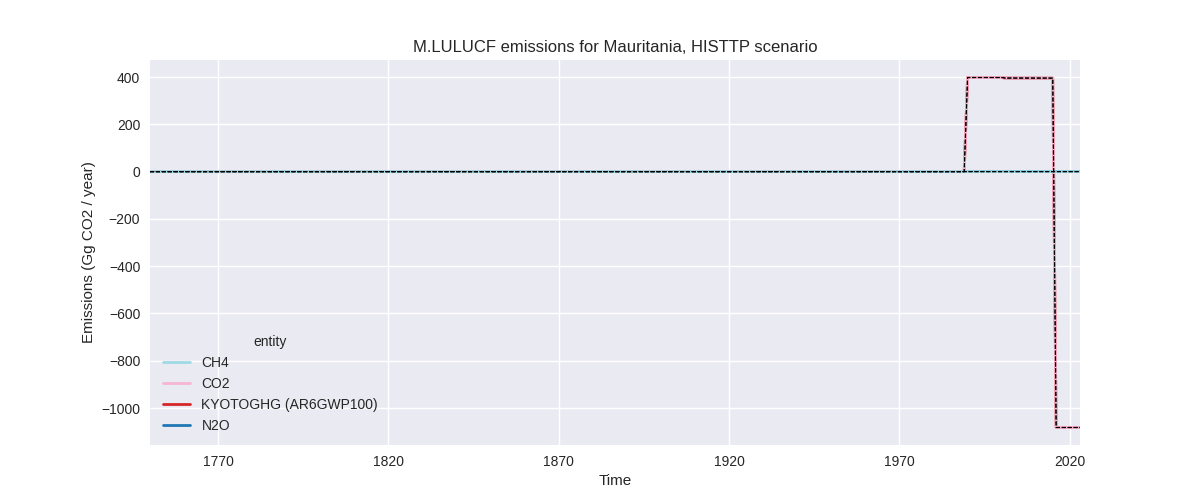 M.LULUCF emissions for Mauritania, HISTTP scenario
Emissions (Gg CO2 / year)
400
200
0
−200
−400
−600
−800
−1000
entity
CH4
CO2
KYOTOGHG (AR6GWP100)
N2O
1770 1820 1870 1920 1970 2020
Time